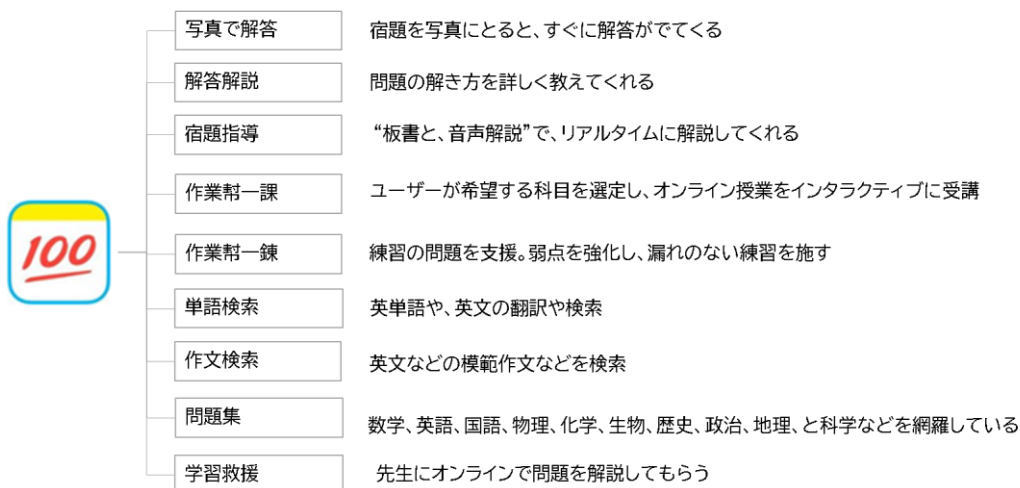 写真で解答
宿題を写真にとると、すぐに解答がでてくる
解答解説
問題の解き方を詳しく教えてくれる
宿題指導
“板書と、音声解説”で、リアルタイムに解説してくれる
作業幇一課
ユーザーが希望する科目を選定し、オンライン授業をインタラクティブに受講
100
作業幇一錬
練習の問題を支援。弱点を強化し、漏れのない練習を施す
単語検索
英単語や、英文の翻訳や検索
作文検索
英文などの模範作文などを検索
問題集
数学、英語、国語、物理、化学、生物、歴史、政治、地理、と科学などを網羅している
学習救援
先生にオンラインで問題を解説してもらう